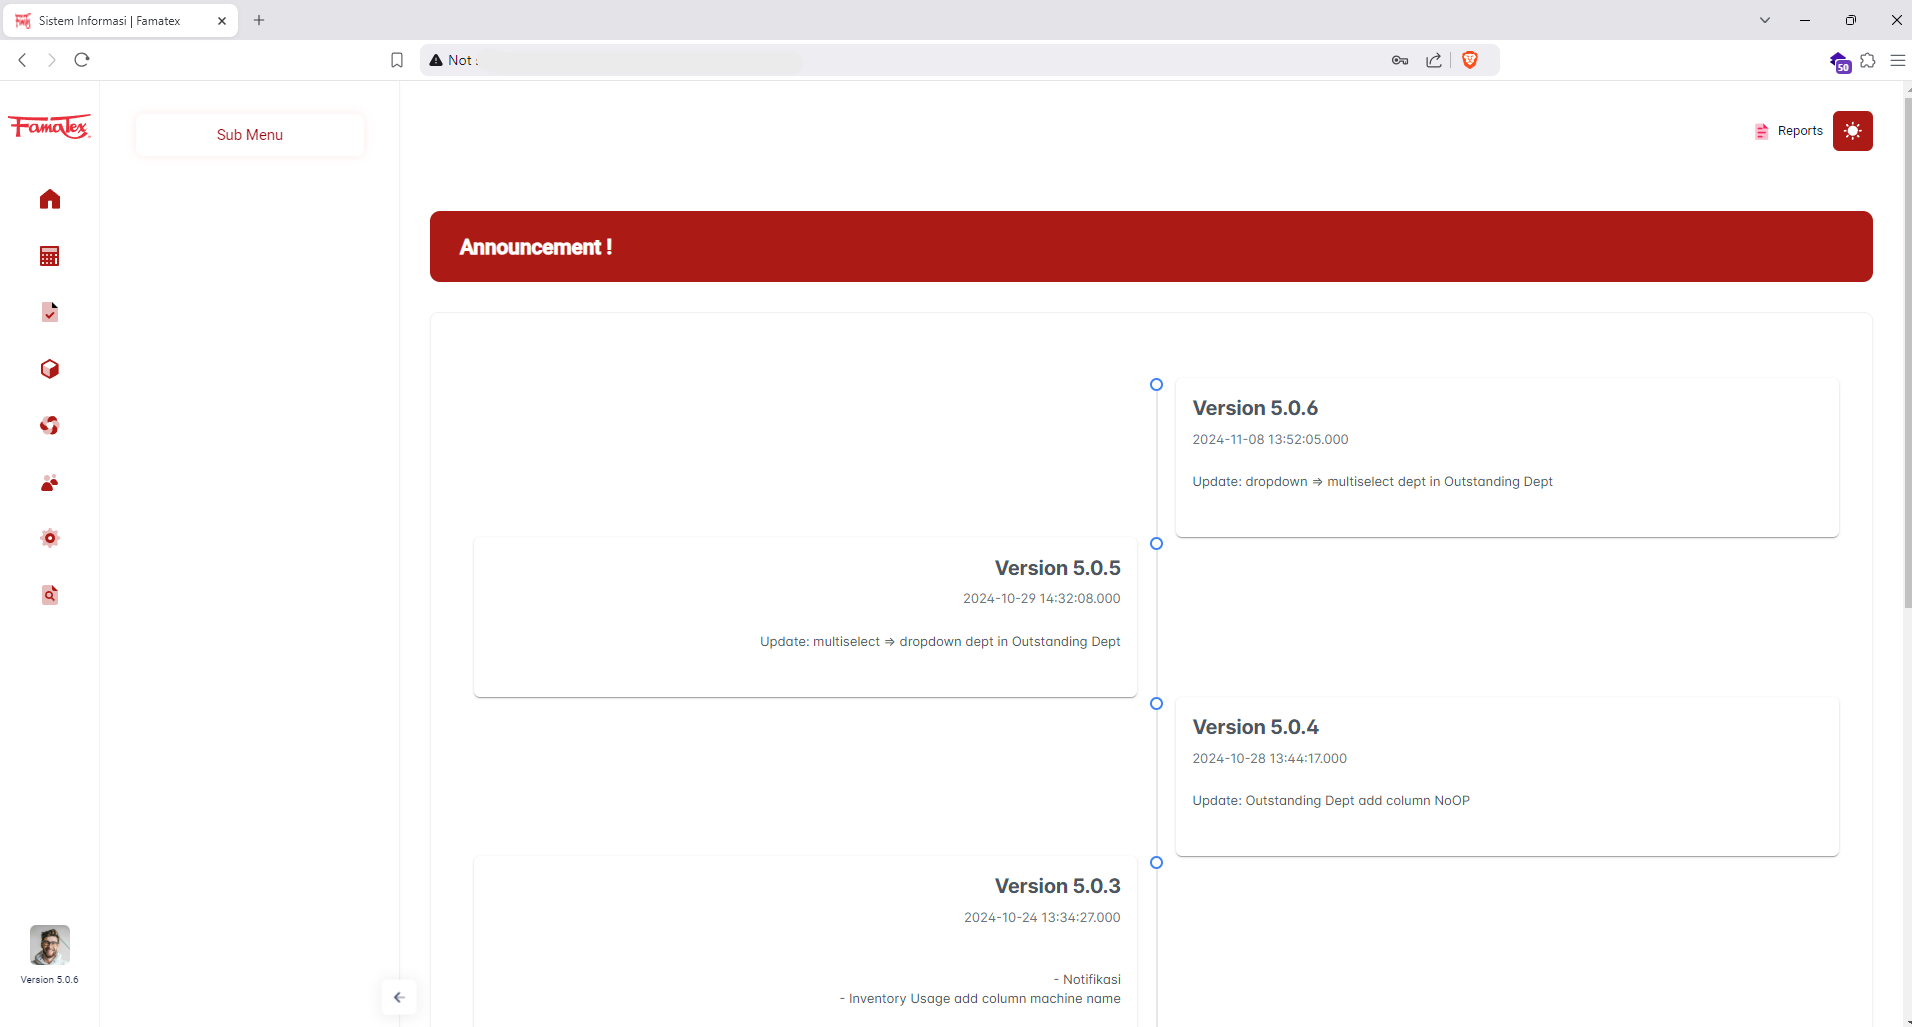 Sistem Informasi | Famatex
Not
50
FamaTex
Sub Menu
Reports
Announcement !
Version 5.0.6
2024-11-08 13:52:05.000
Update: dropdown => multiselect dept in Outstanding Dept
Version 5.0.5
2024-10-29 14:32:08.000
Update: multiselect => dropdown dept in Outstanding Dept
Version 5.0.4
2024-10-28 13:44:17.000
Update: Outstanding Dept add column NoOP
Version 5.0.3
2024-10-24 13:34:27.000
- Notifikasi
- Inventory Usage add column machine name
Version 5.0.6